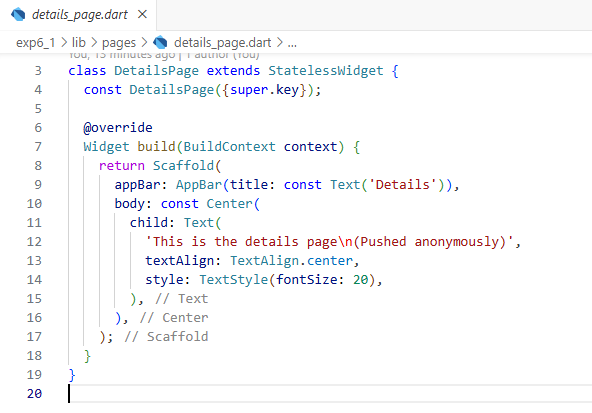 details_page.dart
exp6_1 > lib > pages > details_page.dart > ...
You, 13 minutes ago | 1 author (You)
3 class DetailsPage extends StatelessWidget {
4   const DetailsPage({super.key});
5
6   @override
7   Widget build(BuildContext context) {
8     return Scaffold(
9       appBar: AppBar(title: const Text('Details')),
10       body: const Center(
11         child: Text(
12           'This is the details page\n(Pushed anonymously)',
13           textAlign: TextAlign.center,
14           style: TextStyle(fontSize: 20),
15         ), // Text
16       ), // Center
17     ); // Scaffold
18   }
19 }
20